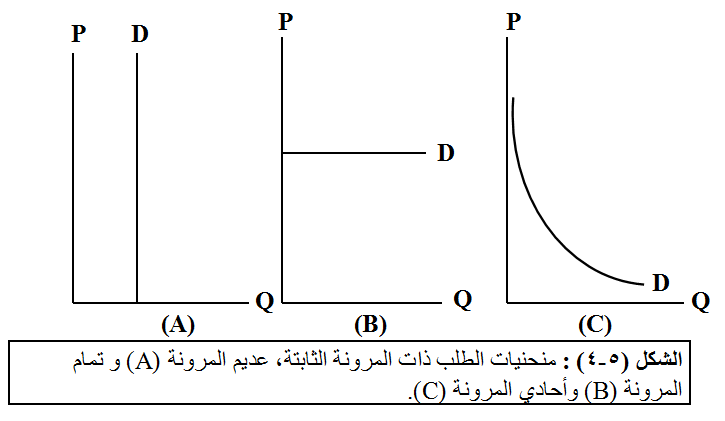 P
D
Q
(A)
P
D
Q
(B)
P
D
Q
(C)
الشكل (٥-٤) : منحنيات الطلب ذات المرونة الثابتة، عديم المرونة (A) و تمام
المرونة (B) وأحادي المرونة (C).